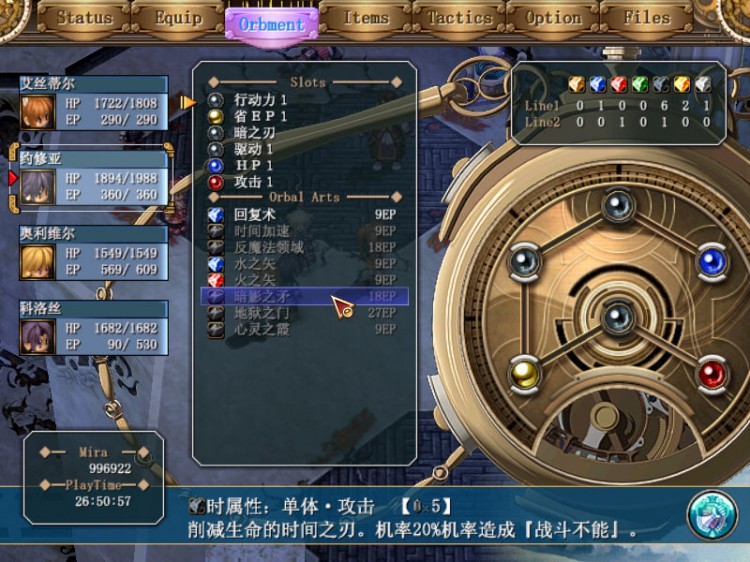 Status Equip Orbment Items Tactics Option Files
艾丝蒂尔
HP 1722/1808
EP 290/ 290
约修亚
HP 1894/1988
EP 360/ 360
奥利维尔
HP 1549/1549
EP 569/ 609
科洛丝
HP 1682/1682
EP 90/ 530
Mira
996922
PlayTime
26:50:57
Slots
行动力 1
省EP 1
暗之刃
驱动 1
HP 1
攻击 1
Orbal Arts
回复术 9EP
时间加速 9EP
反魔法领域 18EP
水之矢 9EP
火之矢 9EP
暗影之矛 18EP
地狱之门 27EP
心灵之霞 9EP
Line1 0 1 0 0 6 2 1
Line2 0 0 1 0 1 0 0
时属性：单体·攻击 【 ×5】
削减生命的时间之刃。机率20%机率造成『战斗不能』。